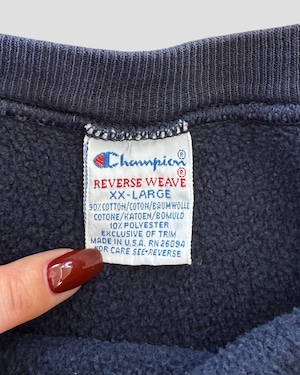 Champion®
REVERSE WEAVE®
XX-LARGE
90% COTTON/COTON/BAUMWOLLE
COTONE/KATOEN/BOMULD
10% POLYESTER
EXCLUSIVE OF TRIM
MADE IN U.S.A. RN 26094
FOR CARE SEE-REVERSE